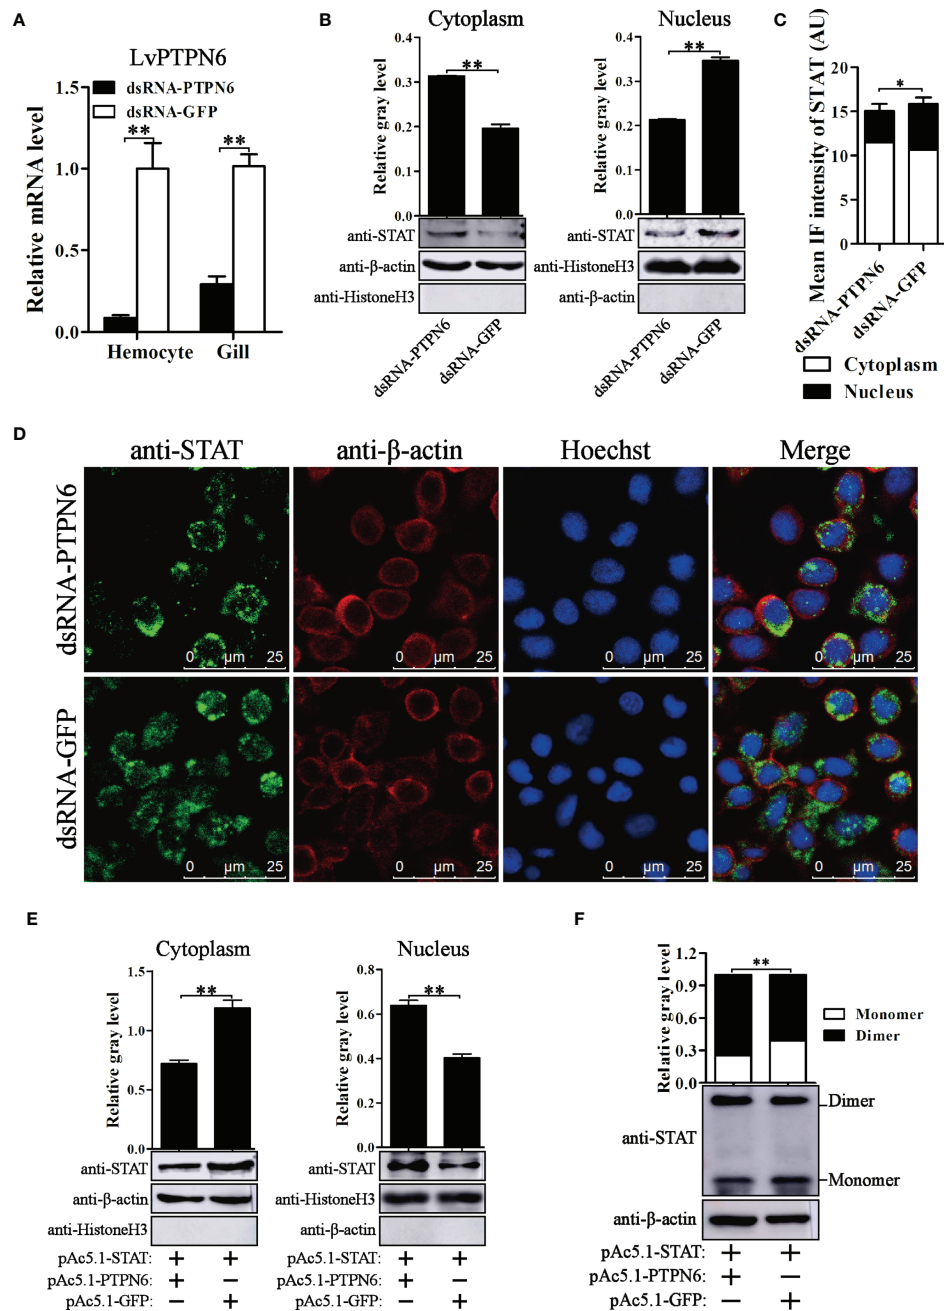 A
LvPTPN6
dsRNA-PTPN6
dsRNA-GFP
Relative mRNA level
1.5
1.0
0.5
0.0
**
**
Hemocyte Gill
B
Cytoplasm
Relative gray level
0.4
0.3
0.2
0.1
0.0
**
anti-STAT
anti-β-actin
anti-HistoneH3
dsRNA-PTPN6
dsRNA-GFP
Nucleus
Relative gray level
0.4
0.3
0.2
0.1
0.0
**
anti-STAT
anti-HistoneH3
anti-β-actin
dsRNA-PTPN6
dsRNA-GFP
C
Mean IF intensity of STAT (AU)
20
15
10
5
0
*
dsRNA-PTPN6
dsRNA-GFP
Cytoplasm
Nucleus
D
anti-STAT anti-β-actin Hoechst Merge
dsRNA-PTPN6
0 μm 25 0 μm 25 0 μm 25 0 μm 25
dsRNA-GFP
0 μm 25 0 μm 25 0 μm 25 0 μm 25
E
Cytoplasm
Relative gray level
1.5
1.0
0.5
0.0
**
anti-STAT
anti-β-actin
anti-HistoneH3
pAc5.1-STAT: + +
pAc5.1-PTPN6: + −
pAc5.1-GFP: − +
Nucleus
Relative gray level
0.8
0.6
0.4
0.2
0.0
**
anti-STAT
anti-HistoneH3
anti-β-actin
pAc5.1-STAT: + +
pAc5.1-PTPN6: + −
pAc5.1-GFP: − +
F
Relative gray level
1.2
0.9
0.6
0.3
0.0
**
Monomer
Dimer
anti-STAT
Dimer
Monomer
anti-β-actin
pAc5.1-STAT: + +
pAc5.1-PTPN6: + −
pAc5.1-GFP: − +